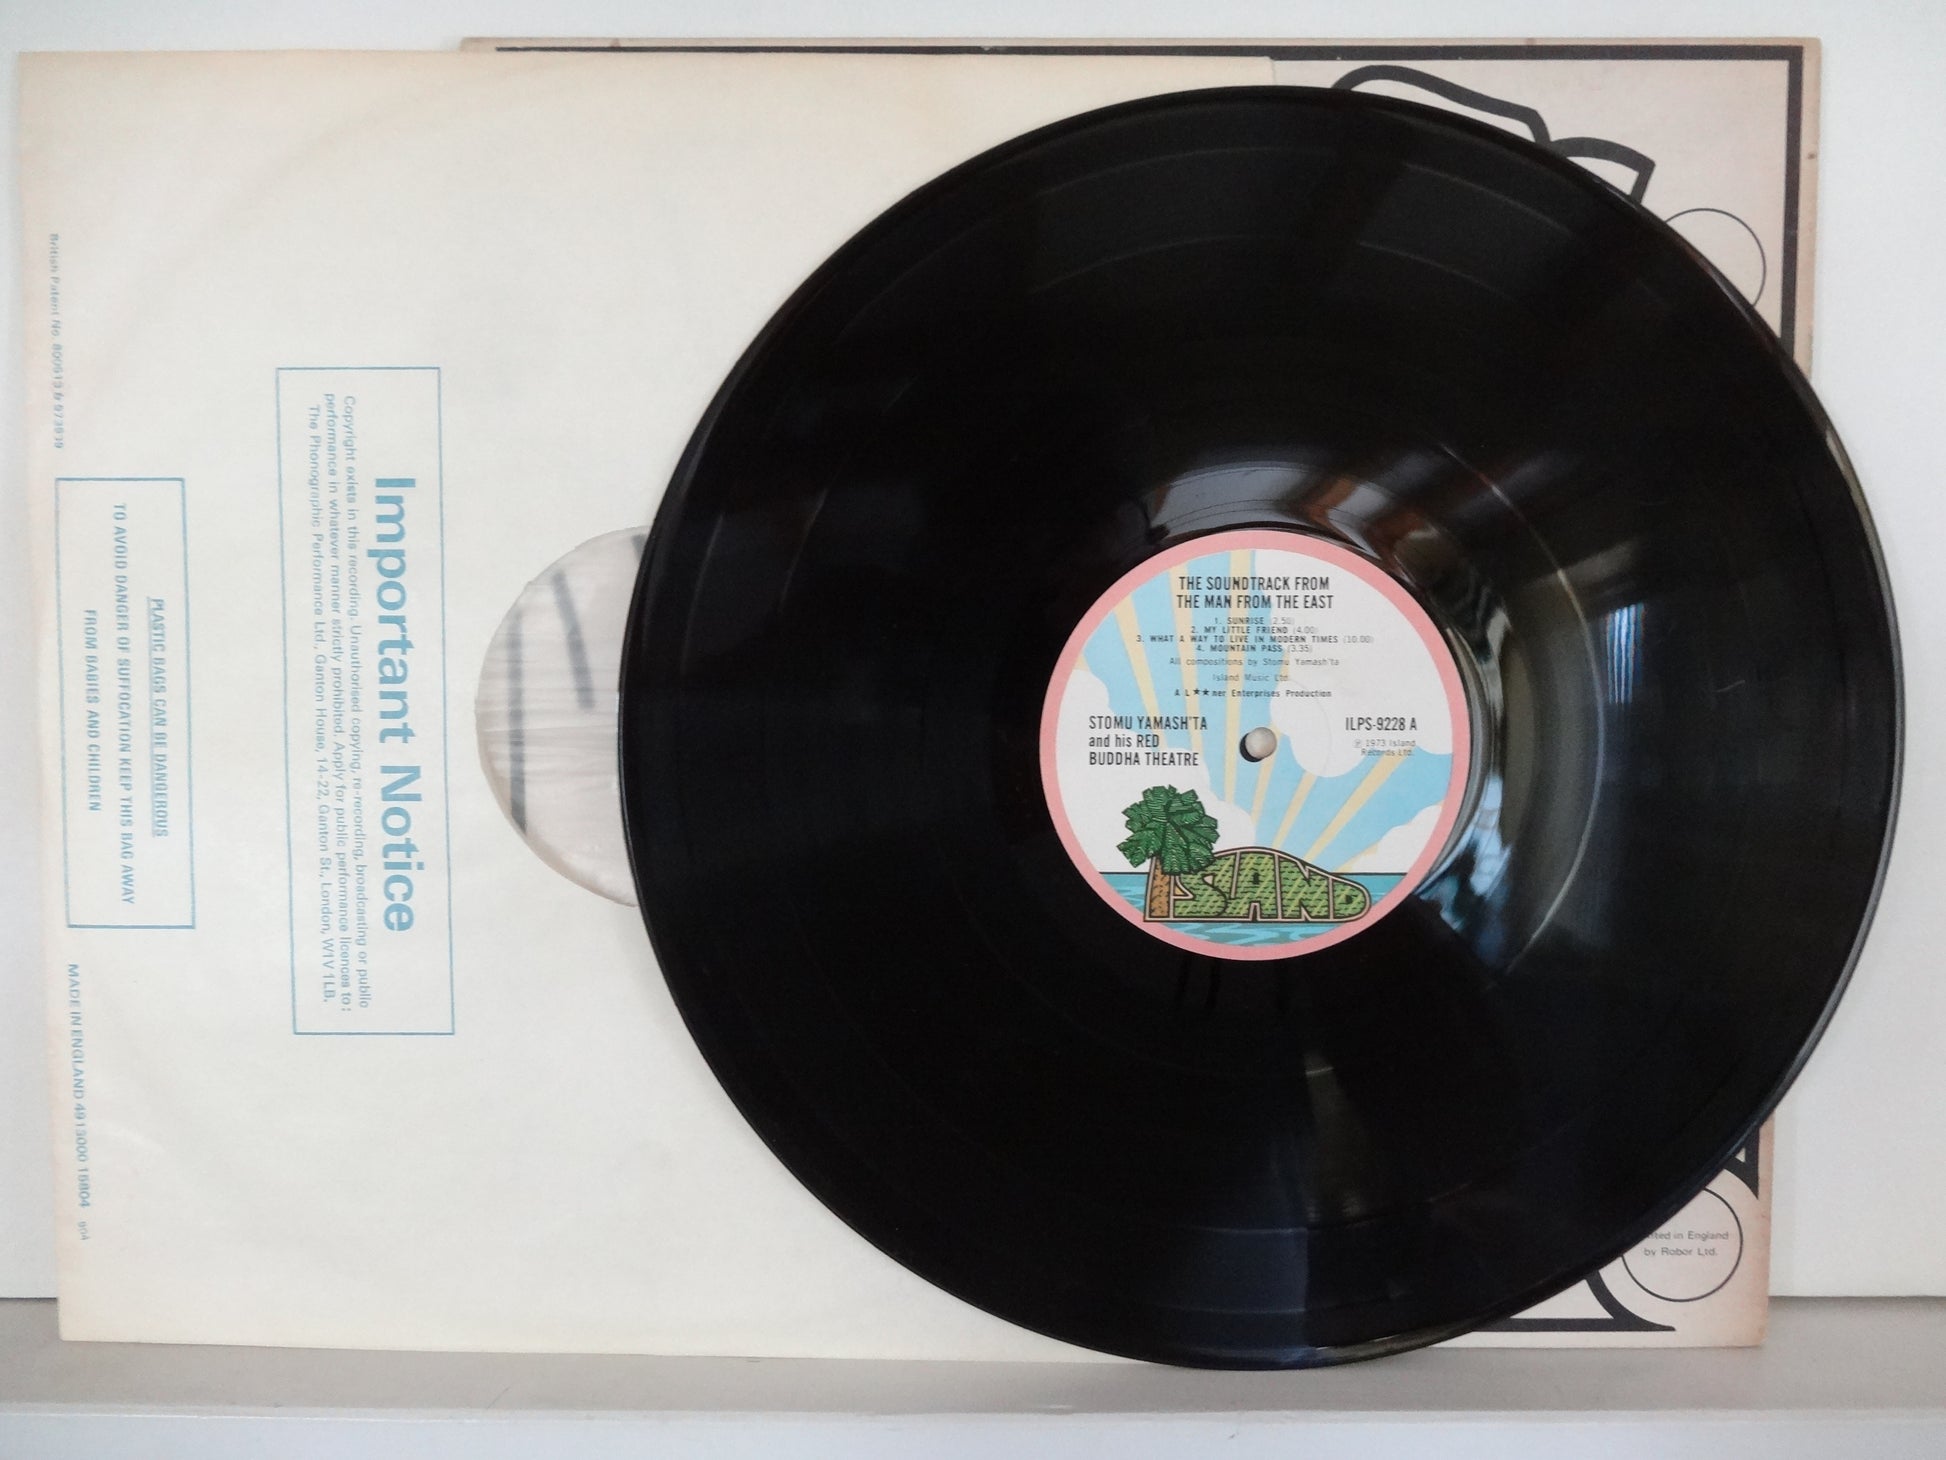 THE SOUNDTRACK FROM
THE MAN FROM THE EAST
1. SUNRISE (2.50)
2. MY LITTLE FRIEND (4.00)
3. WHAT A WAY TO LIVE IN MODERN TIMES (10.00)
4. MOUNTAIN PASS (3.35)
All compositions by Stomu Yamash'ta
Island Music Ltd.
A L★★ner Enterprises Production
STOMU YAMASH'TA
and his RED
BUDDHA THEATRE
ILPS-9228 A
℗ 1973 Island
Records Ltd.
ISLAND
Important Notice
Copyright exists in this recording. Unauthorised copying, re-recording, broadcasting or public
performance in whatever manner strictly prohibited. Apply for public performance licences to:
The Phonographic Performance Ltd., Ganton House, 14-22, Ganton St., London, W1V 1LB.
PLASTIC BAGS CAN BE DANGEROUS
TO AVOID DANGER OF SUFFOCATION KEEP THIS BAG AWAY
FROM BABIES AND CHILDREN
British Patent No.
MADE IN ENGLAND
in England
by Robor Ltd.